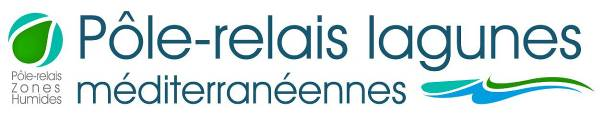 Pôle-relais
Zones
Humides
Pôle-relais lagunes
méditerranéennes